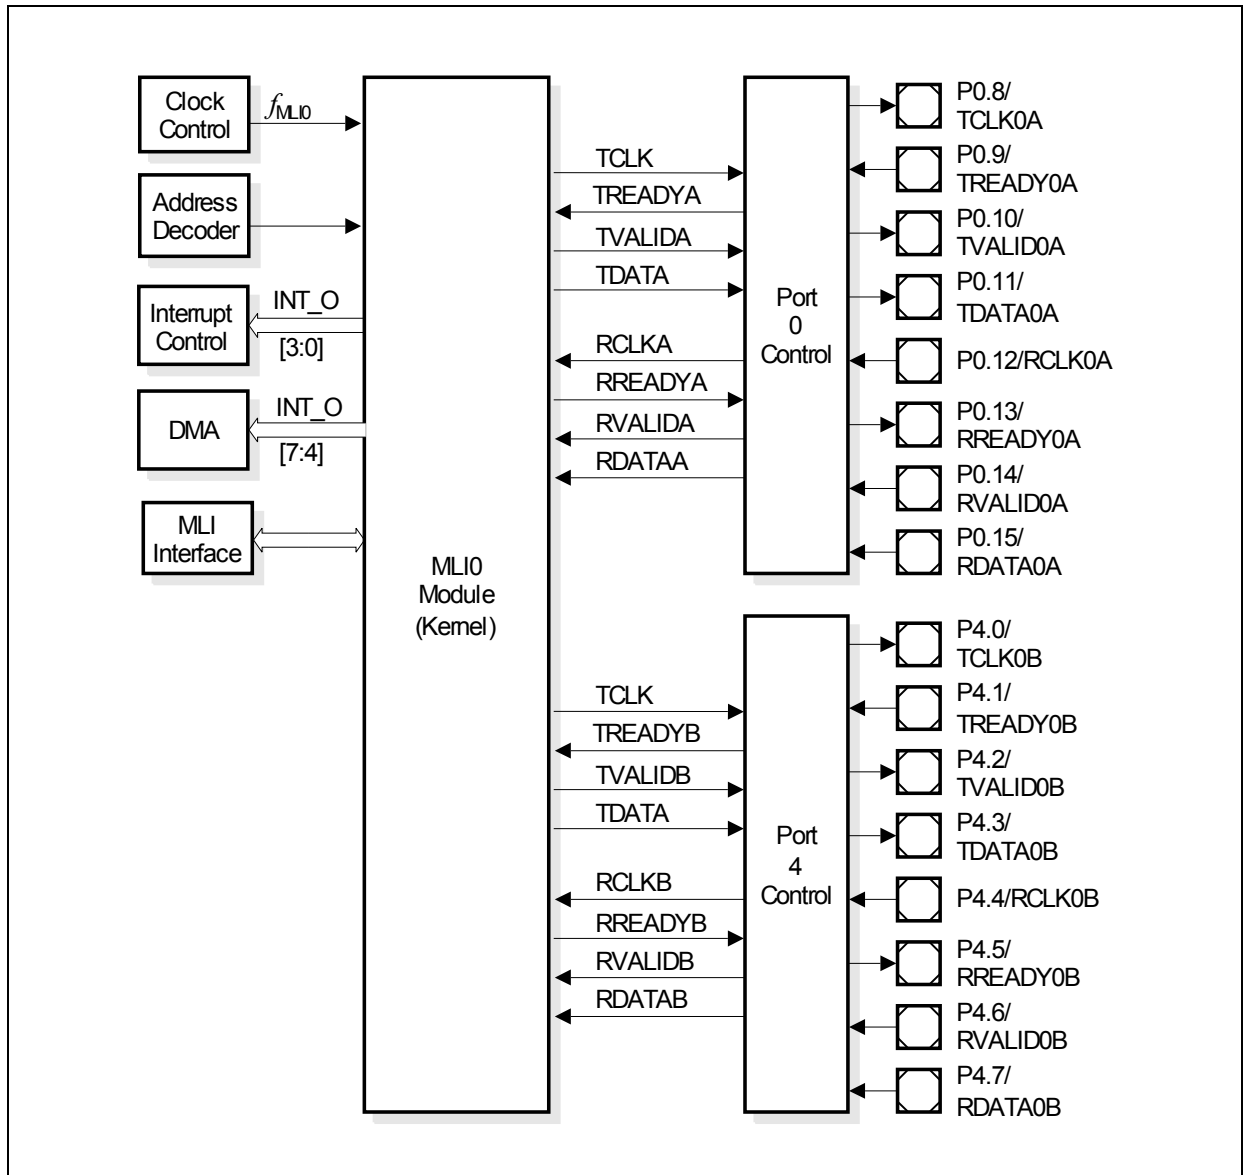 Clock
Control
fMLI0
Address
Decoder
Interrupt
Control
INT_O
[3:0]
DMA
INT_O
[7:4]
MLI
Interface
MLI0
Module
(Kernel)
TCLK
TREADYA
TVALIDA
TDATA
RCLKA
RREADYA
RVALIDA
RDATAA
TCLK
TREADYB
TVALIDB
TDATA
RCLKB
RREADYB
RVALIDB
RDATAB
Port
0
Control
Port
4
Control
P0.8/
TCLK0A
P0.9/
TREADY0A
P0.10/
TVALID0A
P0.11/
TDATA0A
P0.12/RCLK0A
P0.13/
RREADY0A
P0.14/
RVALID0A
P0.15/
RDATA0A
P4.0/
TCLK0B
P4.1/
TREADY0B
P4.2/
TVALID0B
P4.3/
TDATA0B
P4.4/RCLK0B
P4.5/
RREADY0B
P4.6/
RVALID0B
P4.7/
RDATA0B